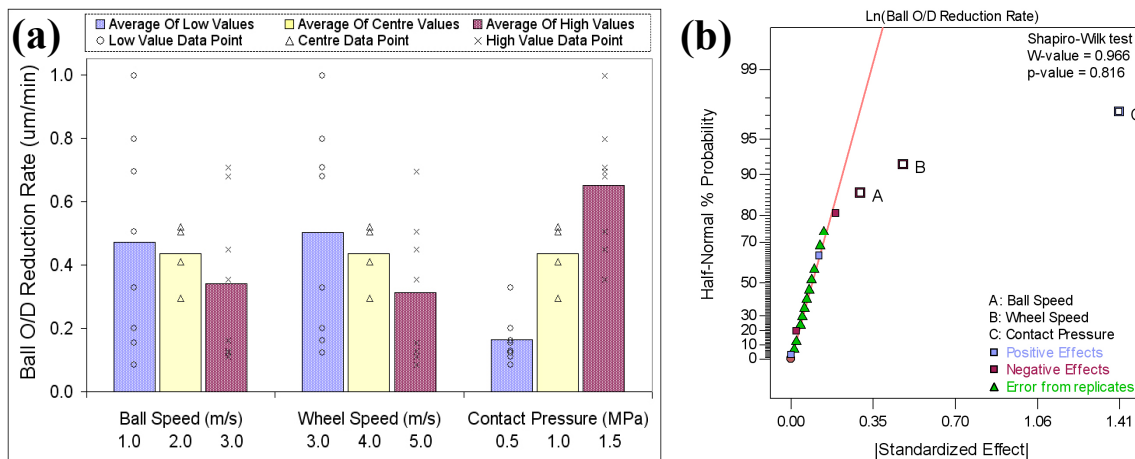 (a)
Average Of Low Values Average Of Centre Values Average Of High Values
Low Value Data Point Centre Data Point High Value Data Point
Ball O/D Reduction Rate (um/min)
1.0
0.8
0.6
0.4
0.2
0.0
Ball Speed (m/s) Wheel Speed (m/s) Contact Pressure (MPa)
1.0 2.0 3.0 3.0 4.0 5.0 0.5 1.0 1.5
(b)
Ln(Ball O/D Reduction Rate)
Shapiro-Wilk test
W-value = 0.966
p-value = 0.816
Half-Normal % Probability
99
95
90
80
70
50
30
20
10
0
C
B
A
A: Ball Speed
B: Wheel Speed
C: Contact Pressure
Positive Effects
Negative Effects
Error from replicates
0.00 0.35 0.70 1.06 1.41
|Standardized Effect|